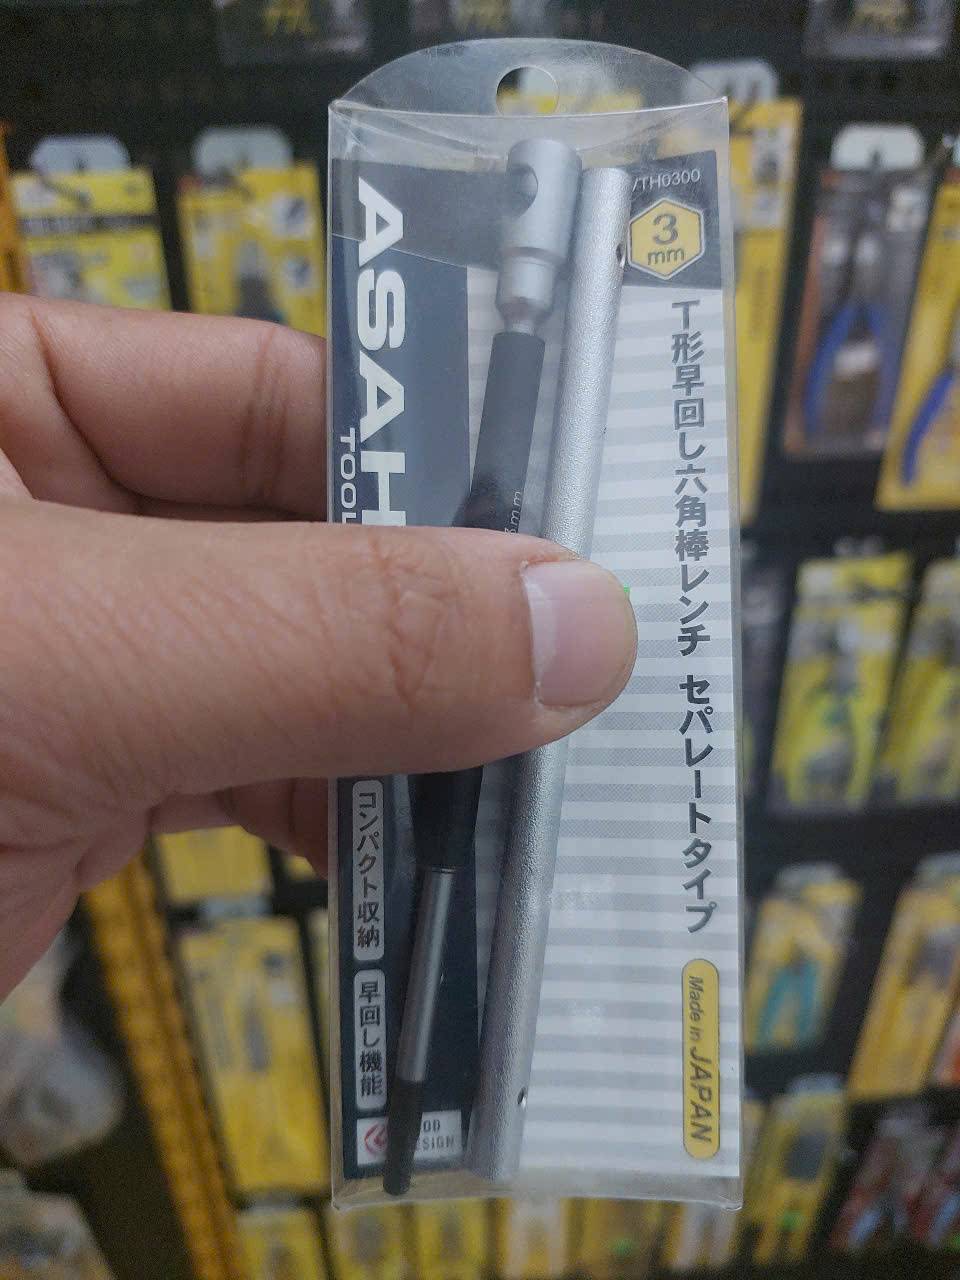 ASAH
TOOL
VTH0300
3
mm
T形早回し六角棒レンチ セパレートタイプ
3mm
コンパクト収納
早回し機能
Made in JAPAN